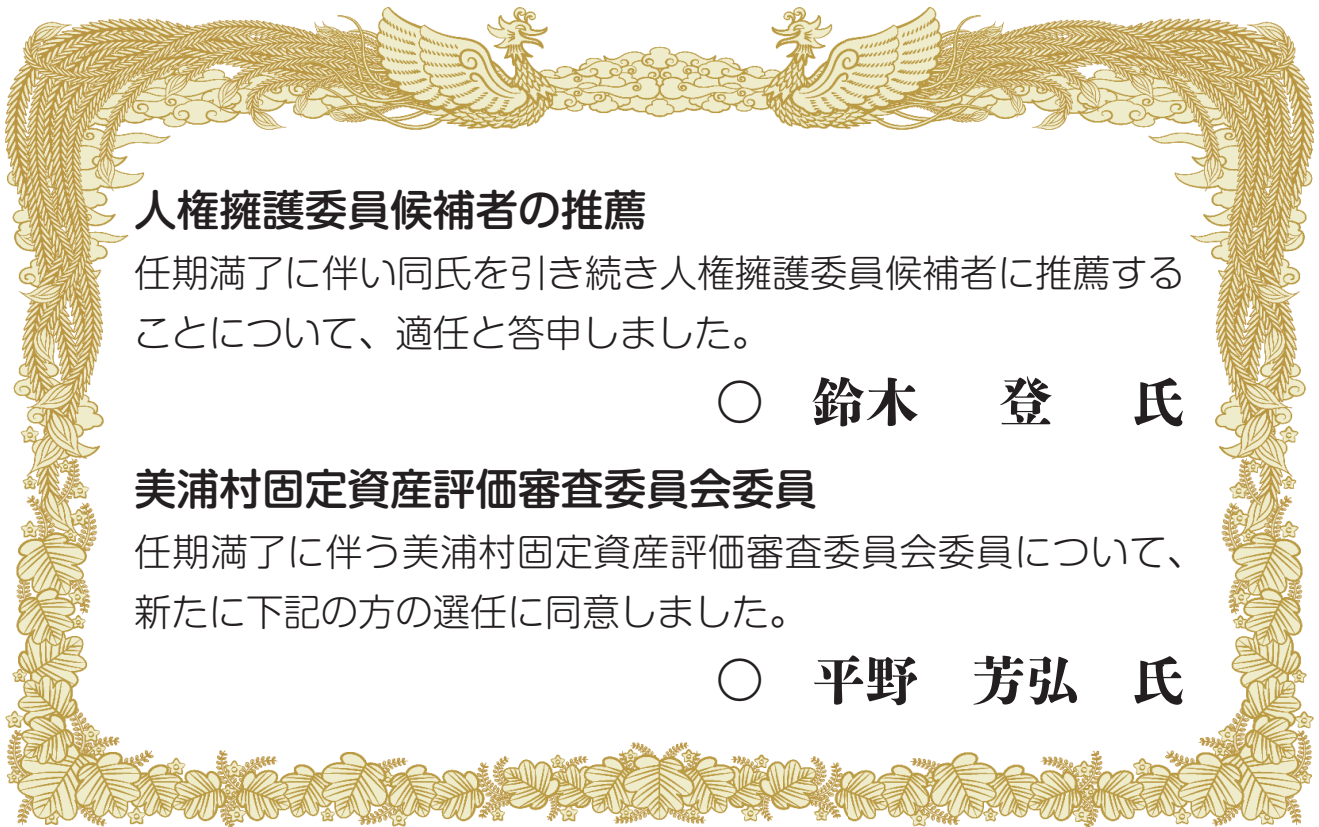 人権擁護委員候補者の推薦
任期満了に伴い同氏を引き続き人権擁護委員候補者に推薦する
ことについて、適任と答申しました。
○　鈴木　登　氏
美浦村固定資産評価審査委員会委員
任期満了に伴う美浦村固定資産評価審査委員会委員について、
新たに下記の方の選任に同意しました。
○　平野　芳弘　氏